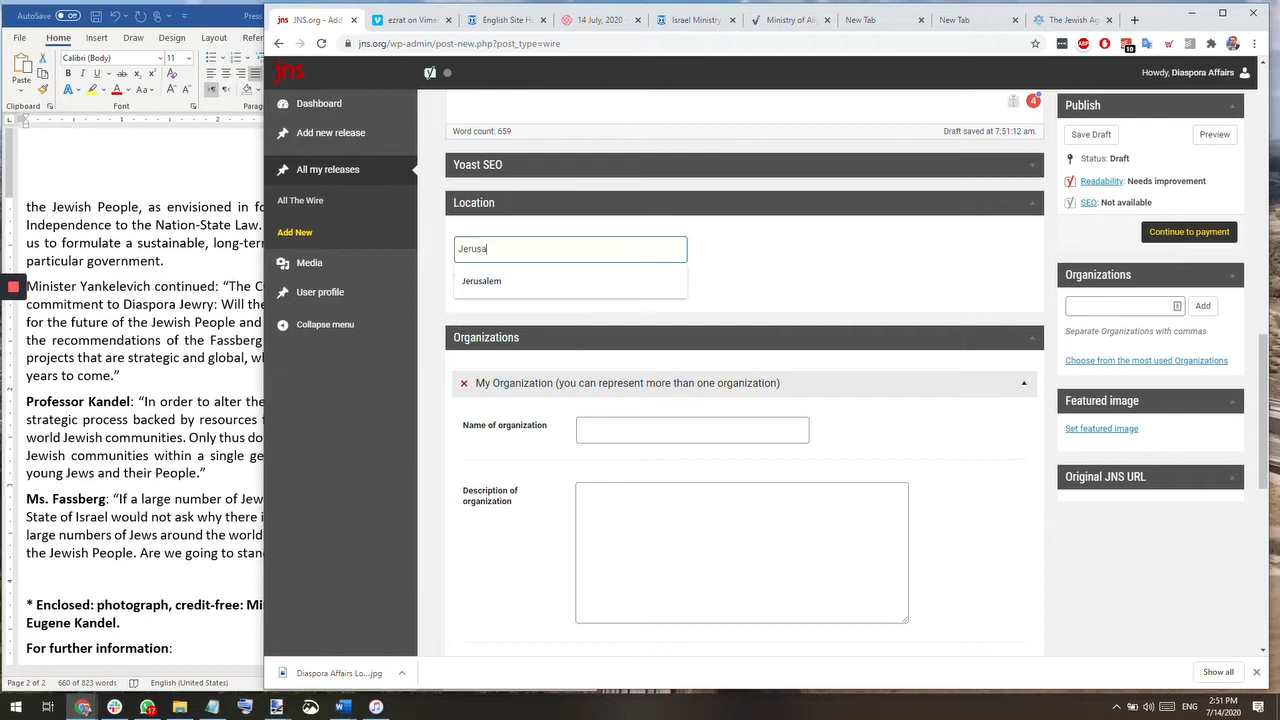 AutoSave Off
jns JNS.org - Add
ezrat on Vimec
English Site H
14 July, 2020 -
Israel Ministry
Ministry of Ali
New Tab
New Tab
The Jewish Ag
File Home Insert Draw Design
jns.org/wp-admin/post-new.php?post_type=wire
10
Calibri (Body) 11
Paste
B I U
Clipboard Font
jns
Howdy, Diaspora Affairs
Dashboard
Add new release
All my releases
All The Wire
Add New
Media
User profile
Collapse menu
4
Word count: 659 Draft saved at 7:51:12 am.
Yoast SEO
Location
Jerusa
Jerusalem
Organizations
My Organization (you can represent more than one organization)
Name of organization
Description of
organization
Publish
Save Draft Preview
Status: Draft
Readability: Needs improvement
SEO: Not available
Continue to payment
Organizations
Add
Separate Organizations with commas
Choose from the most used Organizations
Featured image
Set featured image
Original JNS URL
the Jewish People, as envisioned in fo
Independence to the Nation-State Law.
us to formulate a sustainable, long-term
particular government.
Minister Yankelevich continued: “The C
commitment to Diaspora Jewry: Will the
for the future of the Jewish People and
the recommendations of the Fassberg
projects that are strategic and global, w
years to come.”
Professor Kandel: “In order to alter the
strategic process backed by resources
world Jewish communities. Only thus do
Jewish communities within a single ge
young Jews and their People.”
Ms. Fassberg: “If a large number of Jew
State of Israel would not ask why there i
large numbers of Jews around the world
the Jewish People. Are we going to stan
* Enclosed: photograph, credit-free: Mi
Eugene Kandel.
For further information:
Page 2 of 2 660 of 823 words English (United States)
Diaspora Affairs Lo....jpg
Show all
17
ENG
2:51 PM
7/14/2020